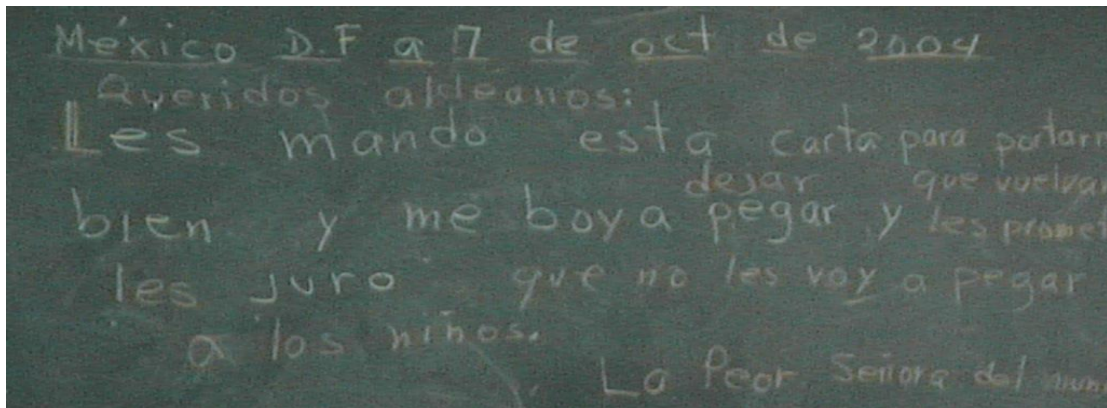 México D.F a 7 de oct de 2004
Queridos aldeanos:
Les mando esta carta para portarm
dejar que vuelvan
bien y me boy a pegar y les promet
les juro que no les voy a pegar
a los niños.
La Peor Señora del mun